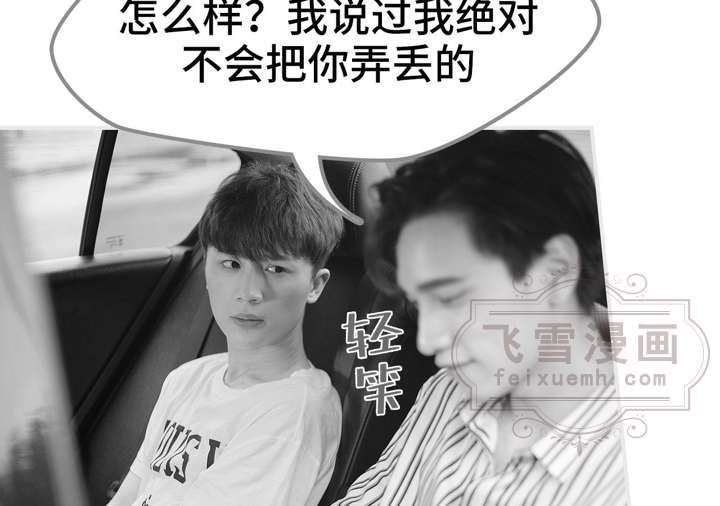 怎么样？我说过我绝对
不会把你弄丢的
轻
笑
飞雪漫画
feixuemh.com